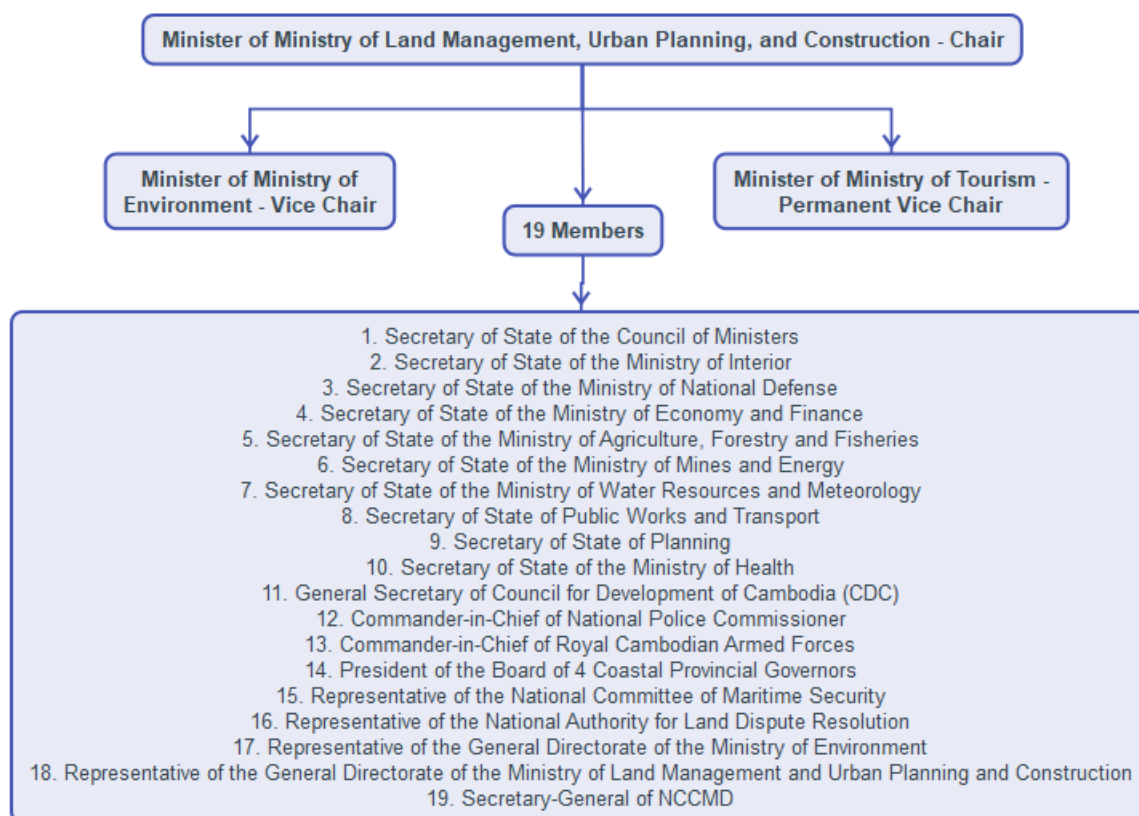 Minister of Ministry of Land Management, Urban Planning, and Construction - Chair
Minister of Ministry of
Environment - Vice Chair
Minister of Ministry of Tourism -
Permanent Vice Chair
19 Members
1. Secretary of State of the Council of Ministers
2. Secretary of State of the Ministry of Interior
3. Secretary of State of the Ministry of National Defense
4. Secretary of State of the Ministry of Economy and Finance
5. Secretary of State of the Ministry of Agriculture, Forestry and Fisheries
6. Secretary of State of the Ministry of Mines and Energy
7. Secretary of State of the Ministry of Water Resources and Meteorology
8. Secretary of State of Public Works and Transport
9. Secretary of State of Planning
10. Secretary of State of the Ministry of Health
11. General Secretary of Council for Development of Cambodia (CDC)
12. Commander-in-Chief of National Police Commissioner
13. Commander-in-Chief of Royal Cambodian Armed Forces
14. President of the Board of 4 Coastal Provincial Governors
15. Representative of the National Committee of Maritime Security
16. Representative of the National Authority for Land Dispute Resolution
17. Representative of the General Directorate of the Ministry of Environment
18. Representative of the General Directorate of the Ministry of Land Management and Urban Planning and Construction
19. Secretary-General of NCCMD